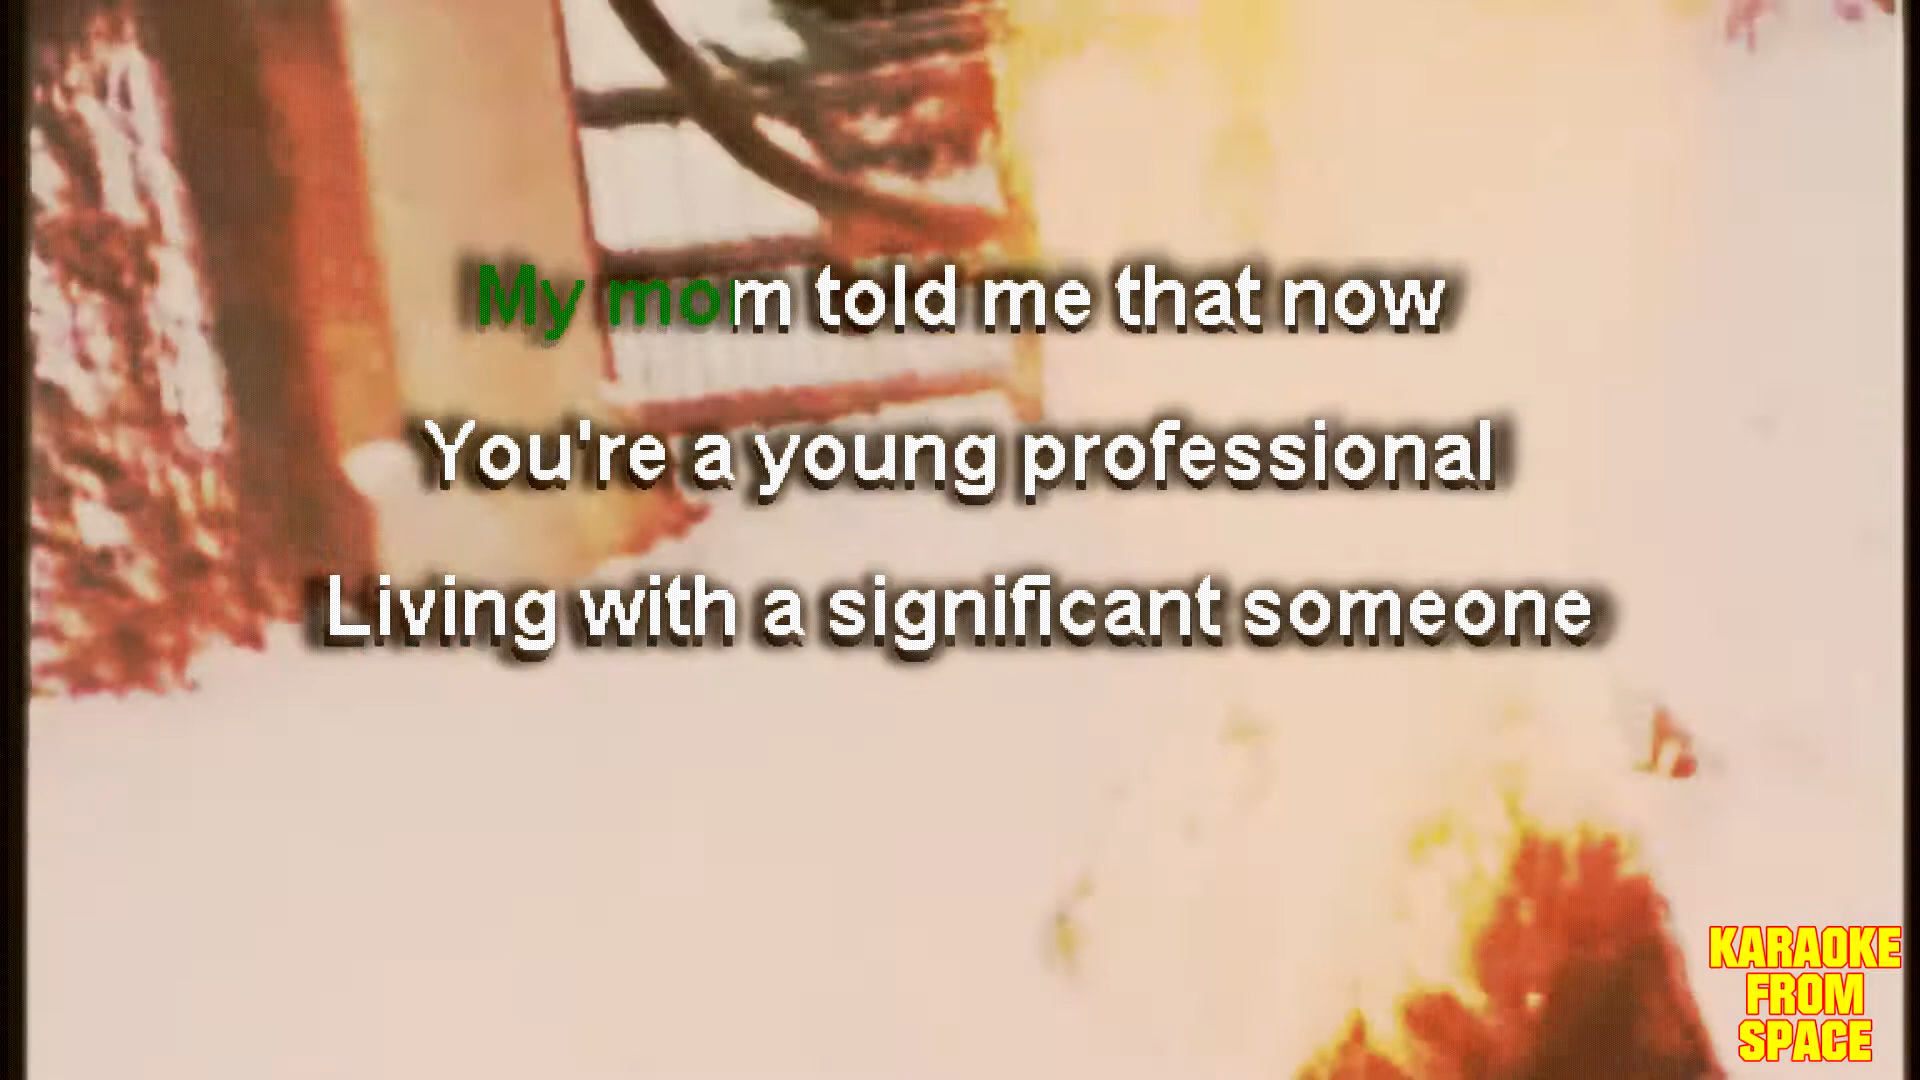 My mom told me that now
You're a young professional
Living with a significant someone
KARAOKE
FROM
SPACE